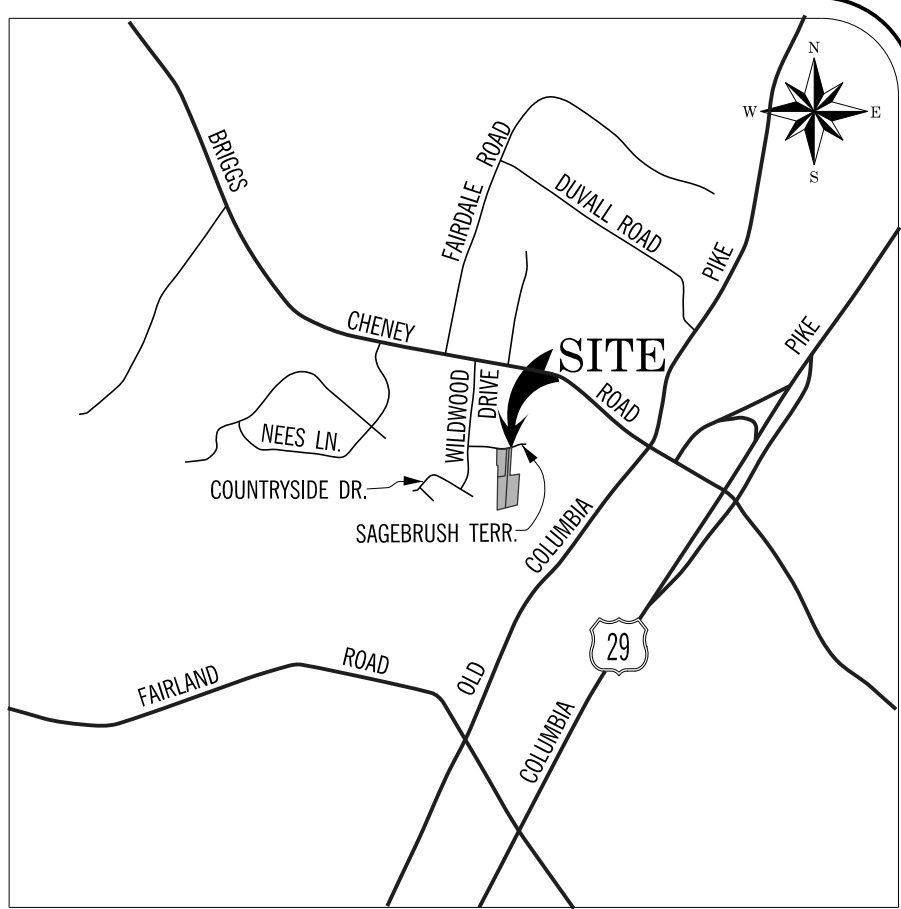 N
W E
S
BRIGGS
CHENEY
ROAD
FAIRDALE ROAD
DUVALL ROAD
PIKE
PIKE
SITE
WILDWOOD
DRIVE
NEES LN.
COUNTRYSIDE DR.
SAGEBRUSH TERR.
COLUMBIA
OLD
29
COLUMBIA
FAIRLAND ROAD